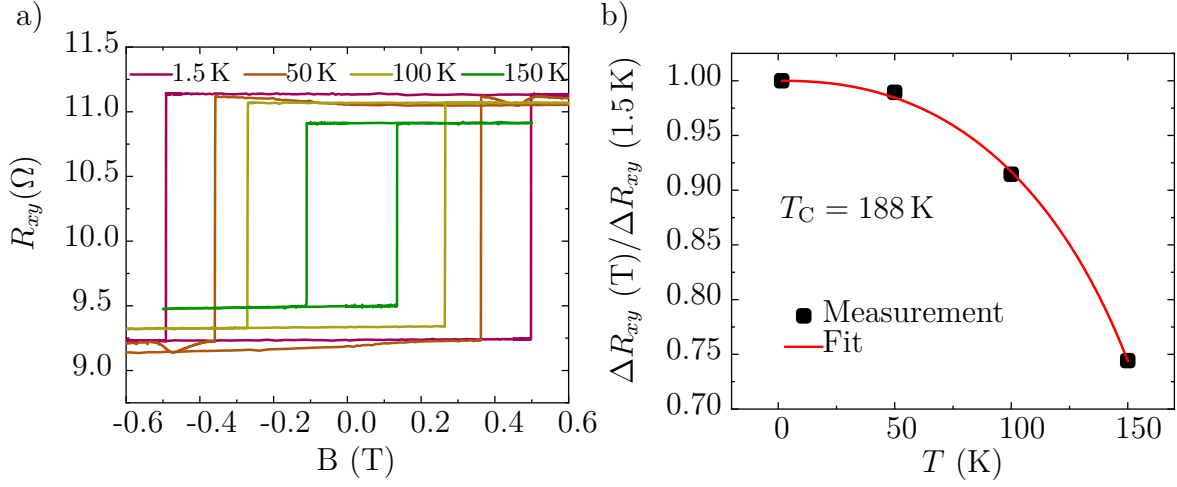 a)
11.5
11.0
10.5
10.0
9.5
9.0
R_xy(Ω)
1.5 K 50 K 100 K 150 K
-0.6 -0.4 -0.2 0.0 0.2 0.4 0.6
B (T)
b)
1.00
0.95
0.90
0.85
0.80
0.75
0.70
ΔR_xy (T)/ΔR_xy (1.5 K)
T_C = 188 K
Measurement
Fit
0 50 100 150
T (K)